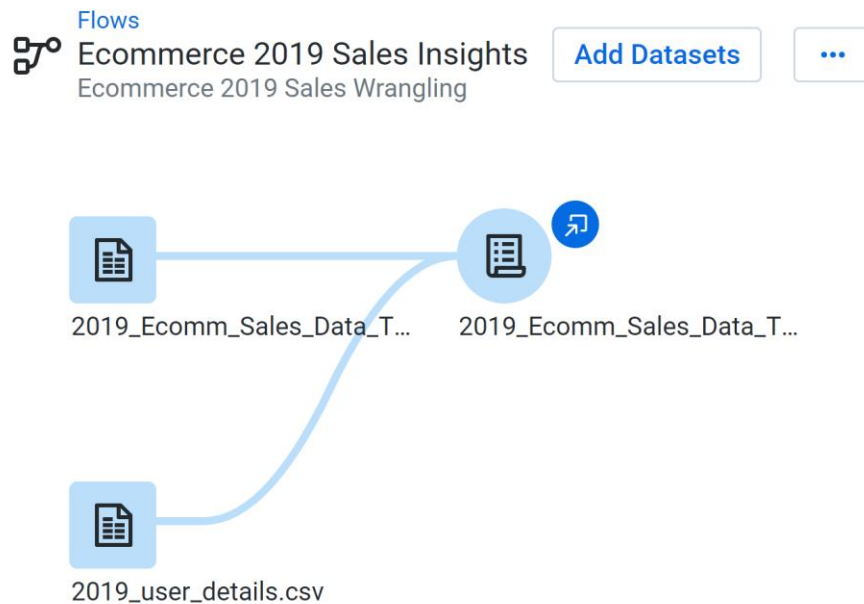 Flows
Ecommerce 2019 Sales Insights
Add Datasets
...
Ecommerce 2019 Sales Wrangling
2019_Ecomm_Sales_Data_T...
2019_Ecomm_Sales_Data_T...
2019_user_details.csv